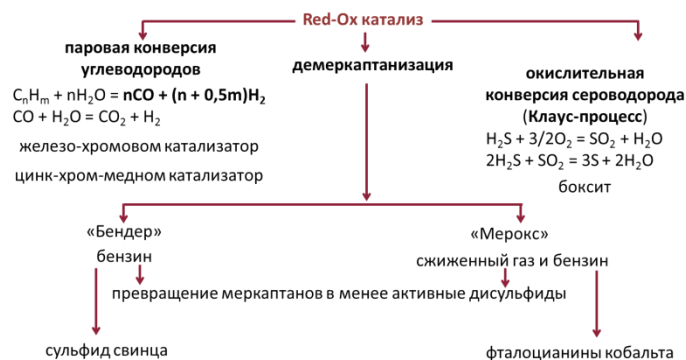 Red-Ox катализ
паровая конверсия
углеводородов
CₙHₘ + nH₂O = nCO + (n + 0,5m)H₂
CO + H₂O = CO₂ + H₂
железо-хромовом катализатор
цинк-хром-медном катализатор
демеркаптанизация
окислительная
конверсия сероводорода
(Клаус-процесс)
H₂S + 3/2O₂ = SO₂ + H₂O
2H₂S + SO₂ = 3S + 2H₂O
боксит
«Бендер»
бензин
«Мерокс»
сжиженный газ и бензин
превращение меркаптанов в менее активные дисульфиды
сульфид свинца
фталоцианины кобальта